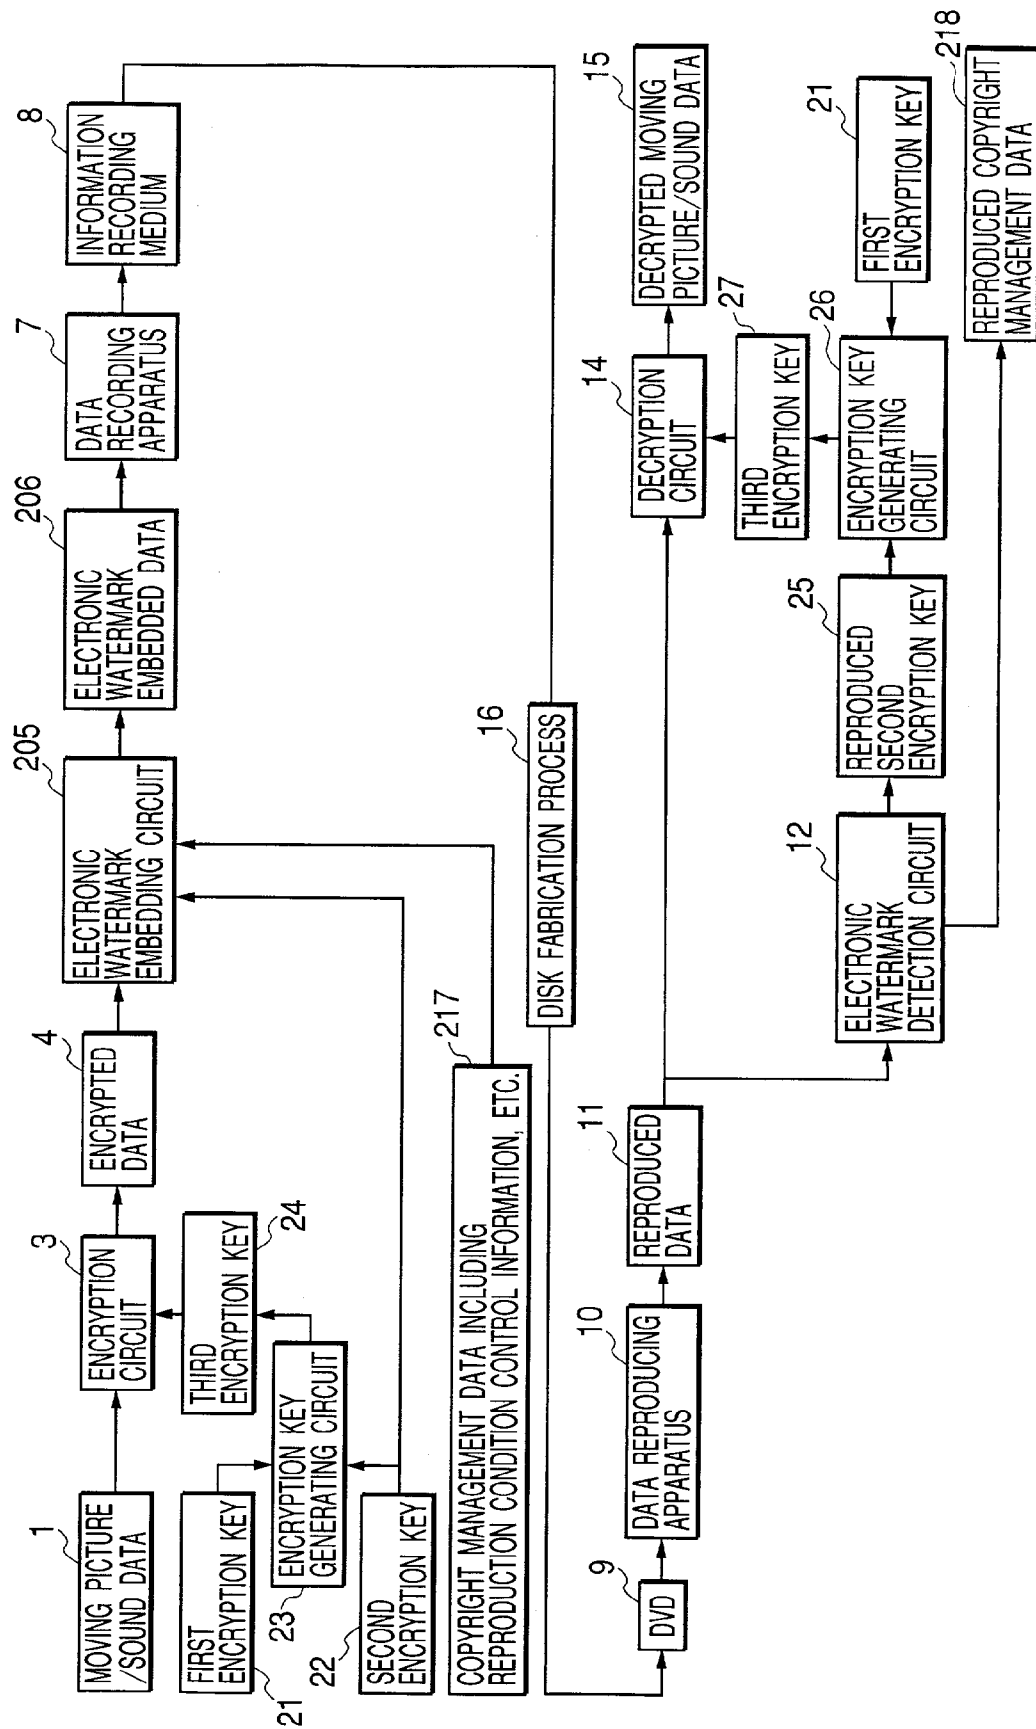 1
MOVING PICTURE
/SOUND DATA
3
ENCRYPTION
CIRCUIT
4
ENCRYPTED
DATA
205
ELECTRONIC
WATERMARK
EMBEDDING CIRCUIT
206
ELECTRONIC
WATERMARK
EMBEDDED DATA
7
DATA
RECORDING
APPARATUS
8
INFORMATION
RECORDING
MEDIUM
FIRST
ENCRYPTION KEY
21
THIRD
ENCRYPTION KEY
24
ENCRYPTION KEY
GENERATING CIRCUIT
23
SECOND
ENCRYPTION KEY
22
COPYRIGHT MANAGEMENT DATA INCLUDING
REPRODUCTION CONDITION CONTROL INFORMATION, ETC.
217
DISK FABRICATION PROCESS
16
9
DVD
10
DATA REPRODUCING
APPARATUS
11
REPRODUCED
DATA
14
DECRYPTION
CIRCUIT
15
DECRYPTED MOVING
PICTURE/SOUND DATA
THIRD
ENCRYPTION KEY
27
12
ELECTRONIC
WATERMARK
DETECTION CIRCUIT
25
REPRODUCED
SECOND
ENCRYPTION KEY
26
ENCRYPTION KEY
GENERATING
CIRCUIT
21
FIRST
ENCRYPTION KEY
218
REPRODUCED COPYRIGHT
MANAGEMENT DATA